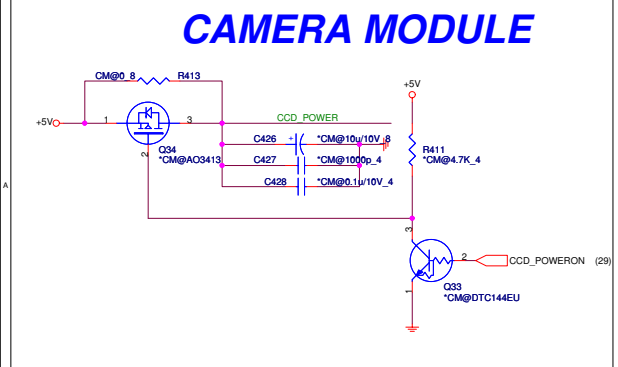 CAMERA MODULE
CM@0_8 R413
+5V
+5V
1
3
CCD_POWER
2
Q34
*CM@AO3413
C426 + *CM@10u/10V_8
C427 *CM@1000p_4
C428 *CM@0.1u/10V_4
R411
*CM@4.7K_4
A
3
2
CCD_POWERON (29)
1
Q33
*CM@DTC144EU